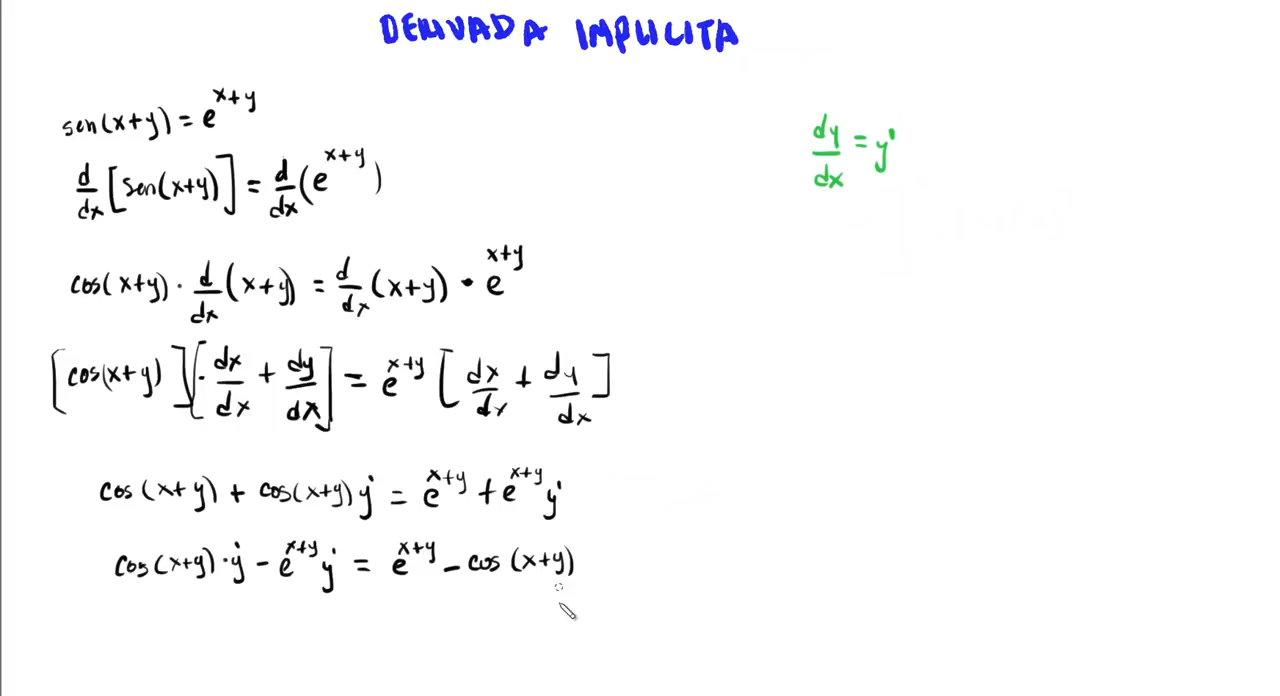 DERIVADA IMPLICITA
sen(x+y) = e^{x+y}
dy/dx = y'
d/dx [sen(x+y)] = d/dx (e^{x+y})
cos(x+y) · d/dx (x+y) = d/dx (x+y) · e^{x+y}
[cos(x+y)][· dx/dx + dy/dx] = e^{x+y} [dx/dx + dy/dx]
cos(x+y) + cos(x+y) y' = e^{x+y} + e^{x+y} y'
cos(x+y) · y' - e^{x+y} y' = e^{x+y} - cos(x+y)